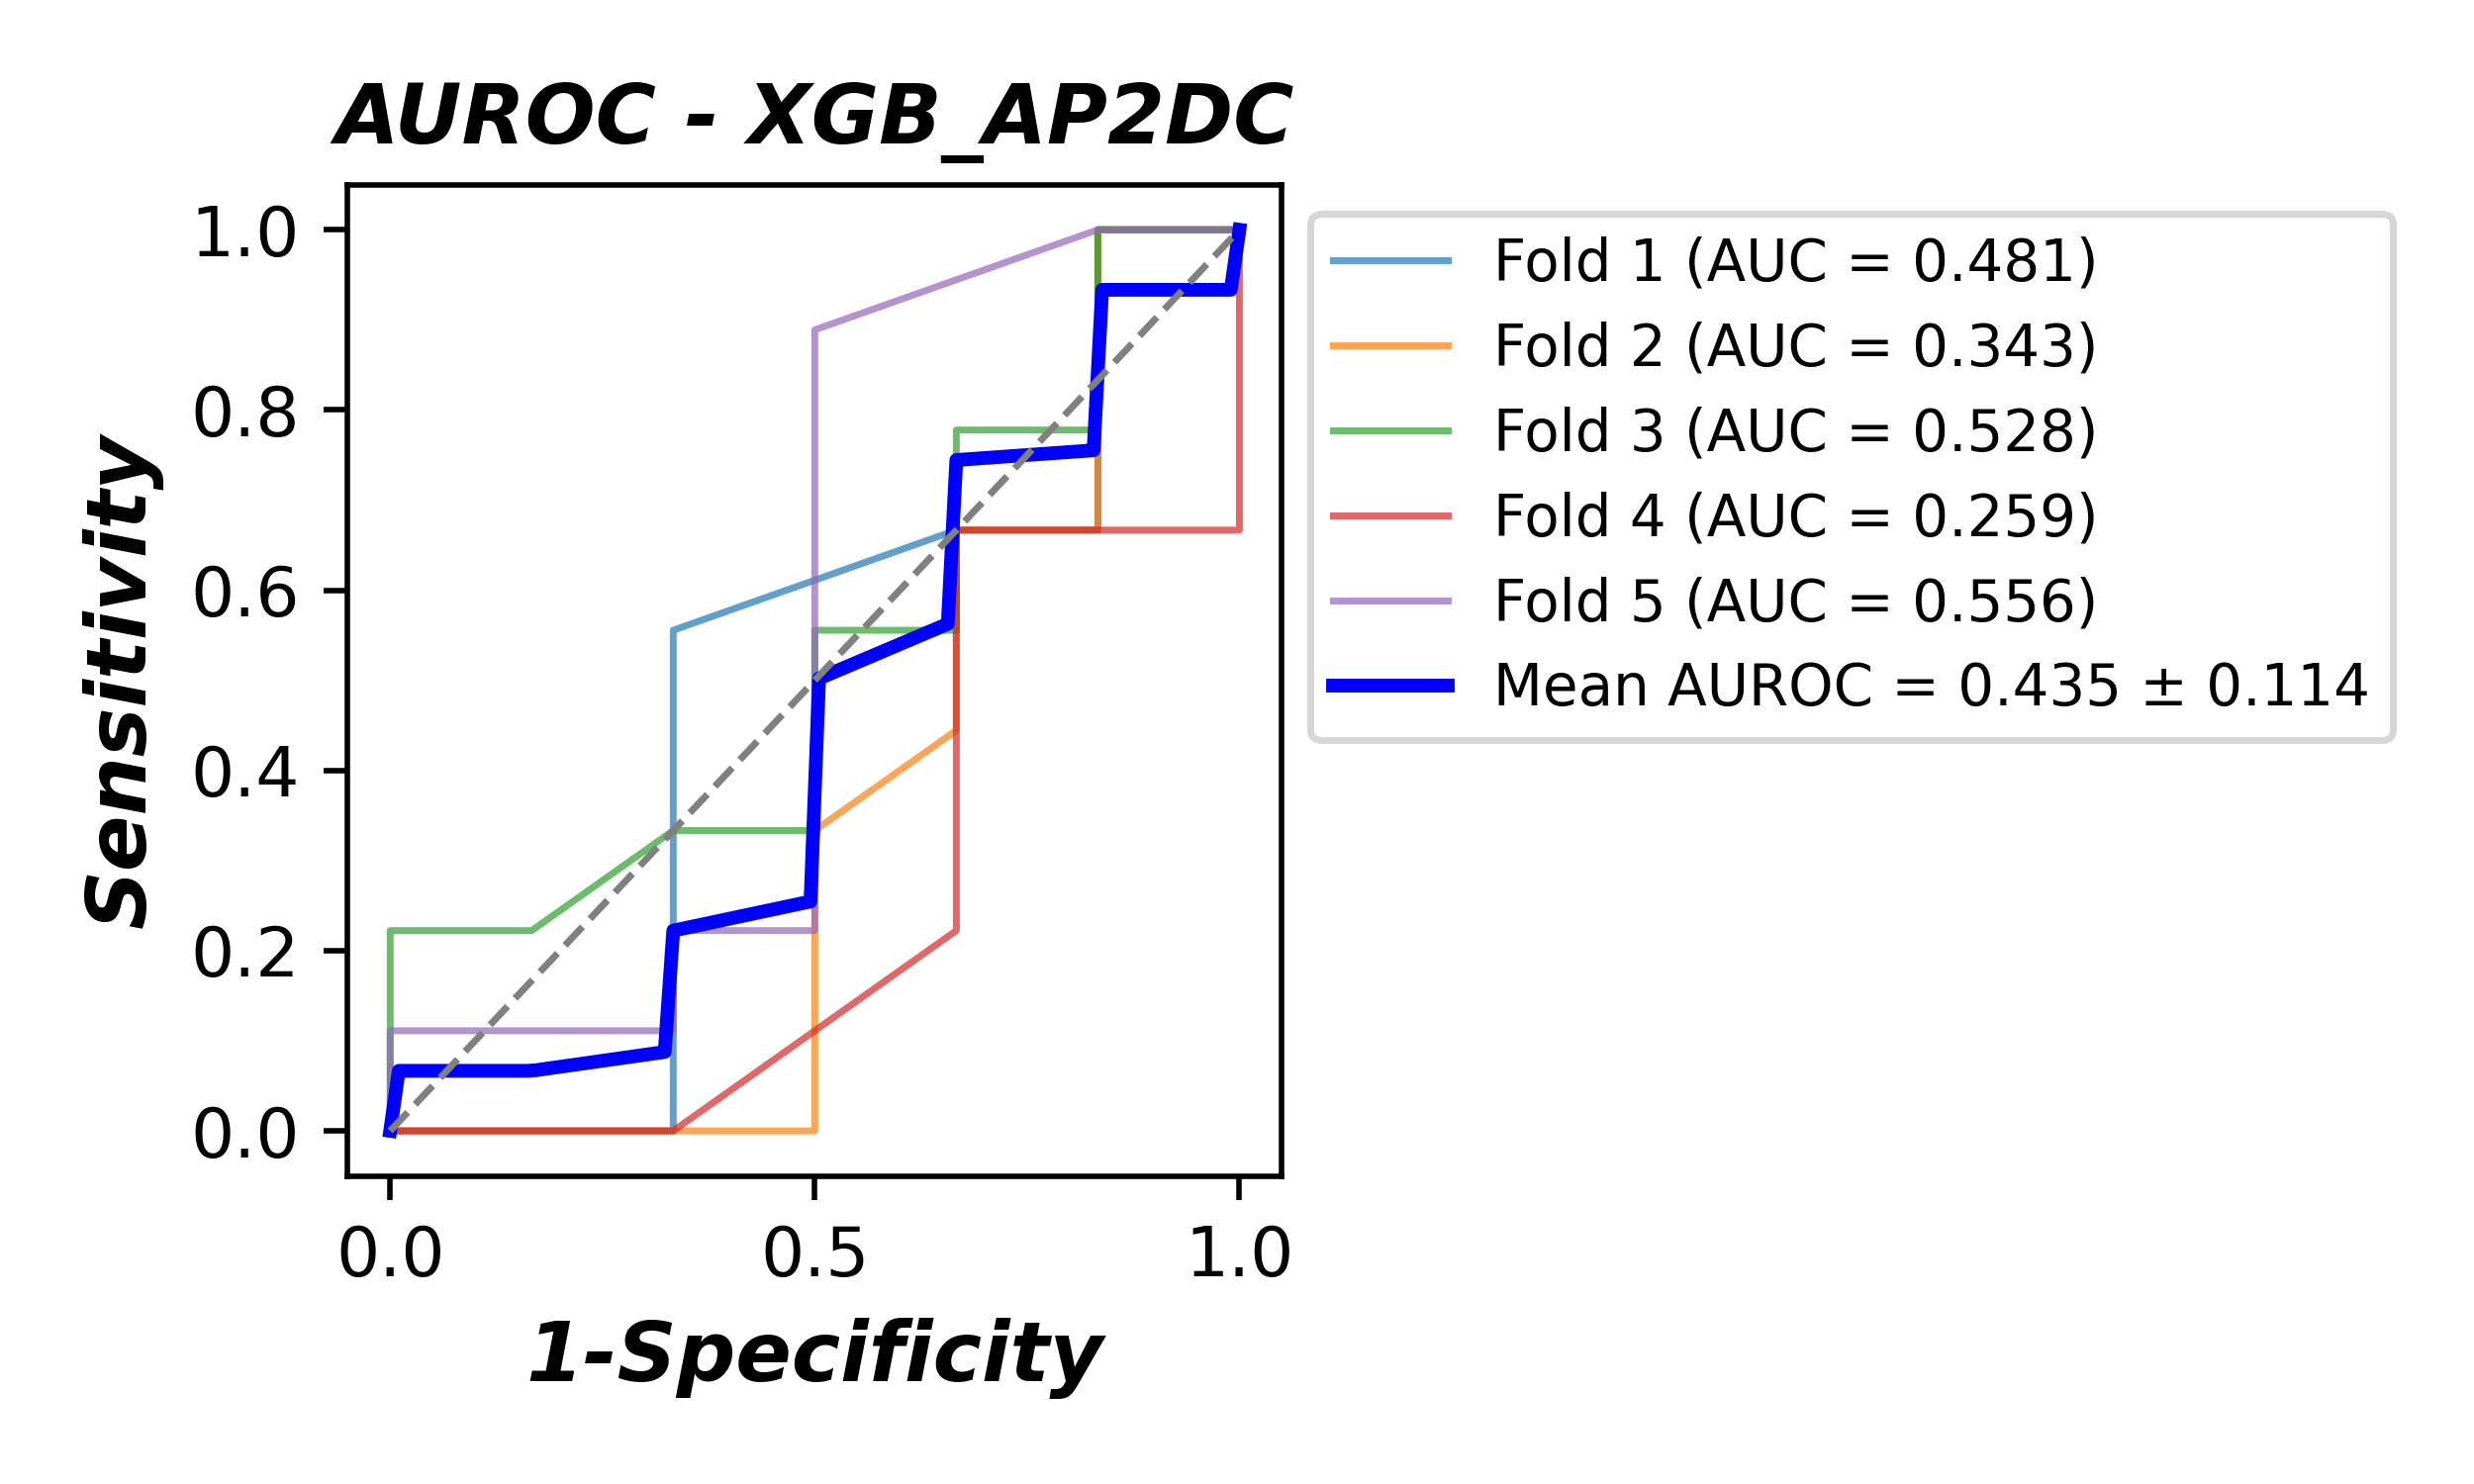 AUROC - XGB_AP2DC
Sensitivity
1.0
0.8
0.6
0.4
0.2
0.0
0.0 0.5 1.0
1-Specificity
Fold 1 (AUC = 0.481)
Fold 2 (AUC = 0.343)
Fold 3 (AUC = 0.528)
Fold 4 (AUC = 0.259)
Fold 5 (AUC = 0.556)
Mean AUROC = 0.435 ± 0.114